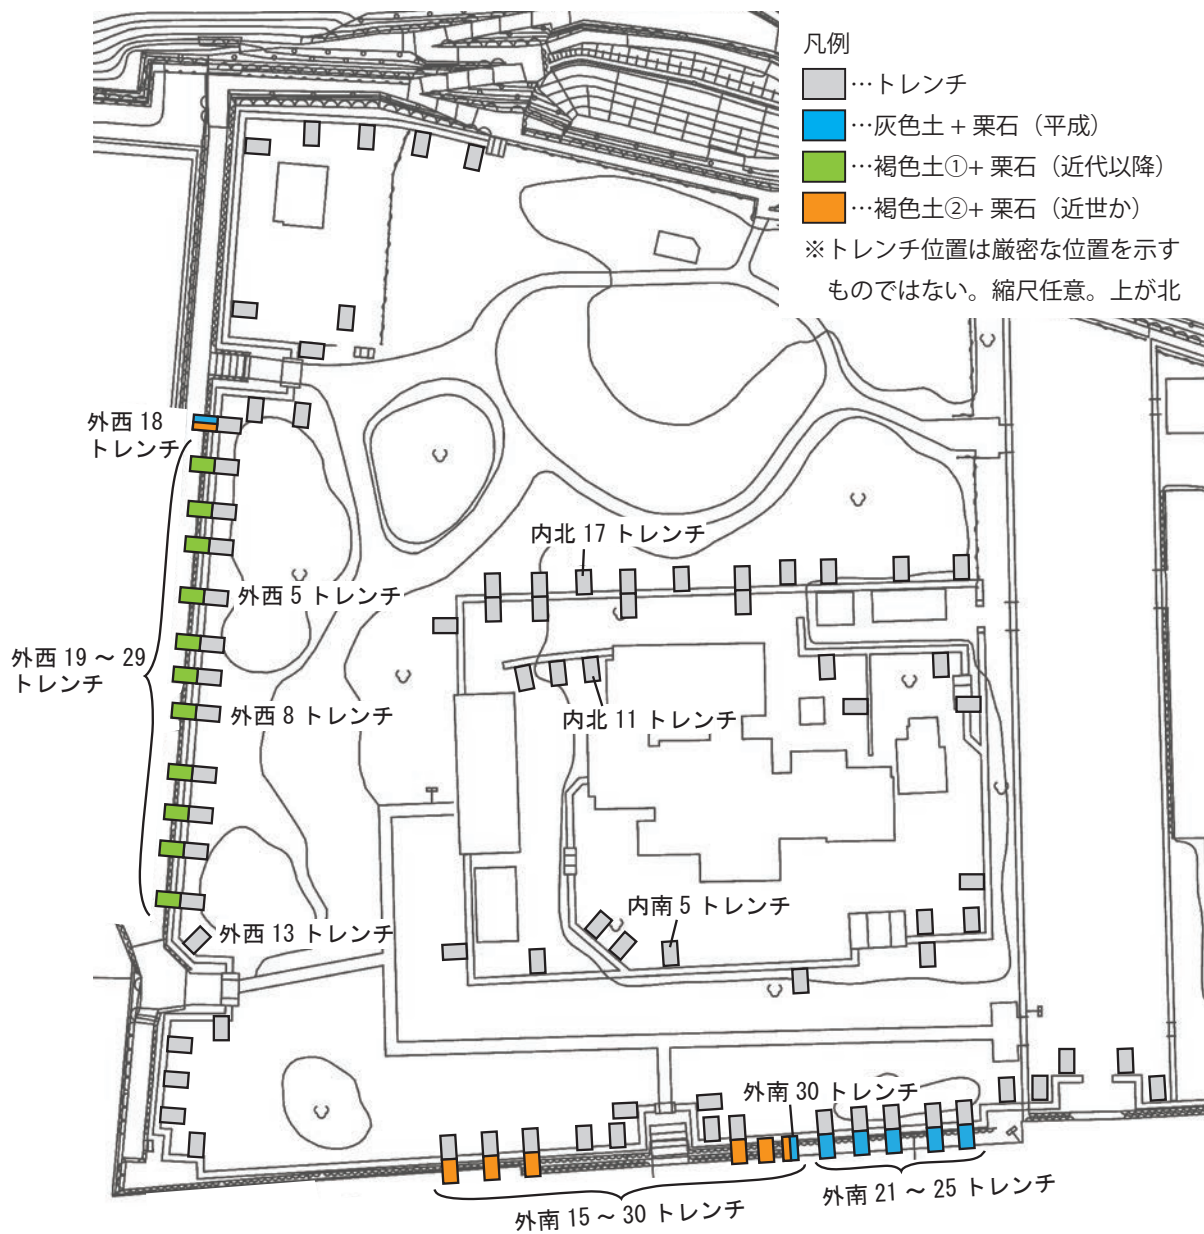 凡例
…トレンチ
…灰色土 + 栗石（平成）
…褐色土①+ 栗石（近代以降）
…褐色土②+ 栗石（近世か）
※トレンチ位置は厳密な位置を示す
ものではない。縮尺任意。上が北
外西 18
トレンチ
内北 17 トレンチ
外西 5 トレンチ
外西 19 ～ 29
トレンチ
外西 8 トレンチ
内北 11 トレンチ
内南 5 トレンチ
外西 13 トレンチ
外南 30 トレンチ
外南 21 ～ 25 トレンチ
外南 15 ～ 30 トレンチ